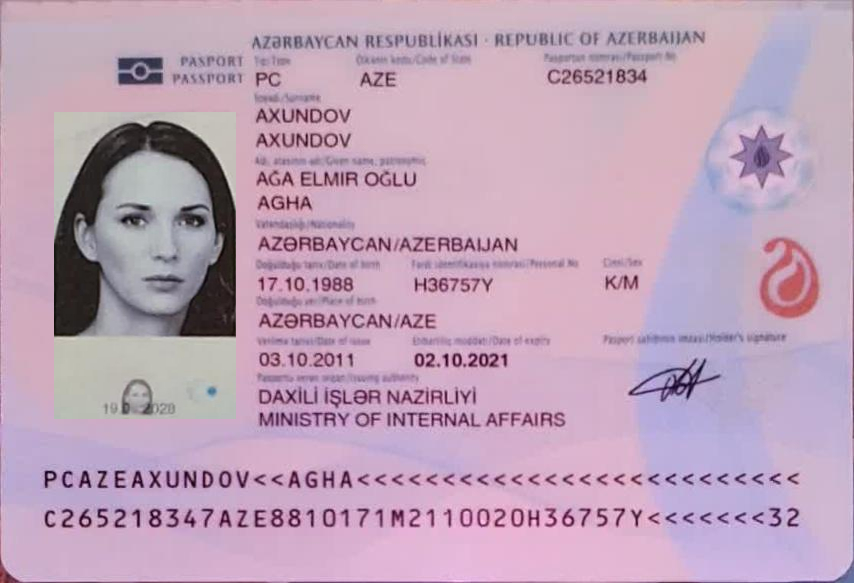 AZƏRBAYCAN RESPUBLİKASI · REPUBLIC OF AZERBAIJAN
PASPORT
PASSPORT
Tip/Type
Ölkənin kodu/Code of State
Pasportun nömrəsi/Passport No
PC
AZE
C26521834
Soyadı/Surname
AXUNDOV
AXUNDOV
Adı, atasının adı/Given name, patronymic
AĞA ELMIR OĞLU
AGHA
Vətəndaşlığı/Nationality
AZƏRBAYCAN/AZERBAIJAN
Doğulduğu tarix/Date of birth
Fərdi identifikasiya nömrəsi/Personal No
Cinsi/Sex
17.10.1988
H36757Y
K/M
Doğulduğu yer/Place of birth
AZƏRBAYCAN/AZE
Verilmə tarixi/Date of issue
Etibarlılıq müddəti/Date of expiry
Pasport sahibinin imzası/Holder's signature
03.10.2011
02.10.2021
Pasportu verən orqan/Issuing authority
DAXİLİ İŞLƏR NAZİRLİYİ
MINISTRY OF INTERNAL AFFAIRS
PCAZEAXUNDOV<<AGHA<<<<<<<<<<<<<<<<<<<<<<<<<<
C265218347AZE8810171M2110020H36757Y<<<<<<<32